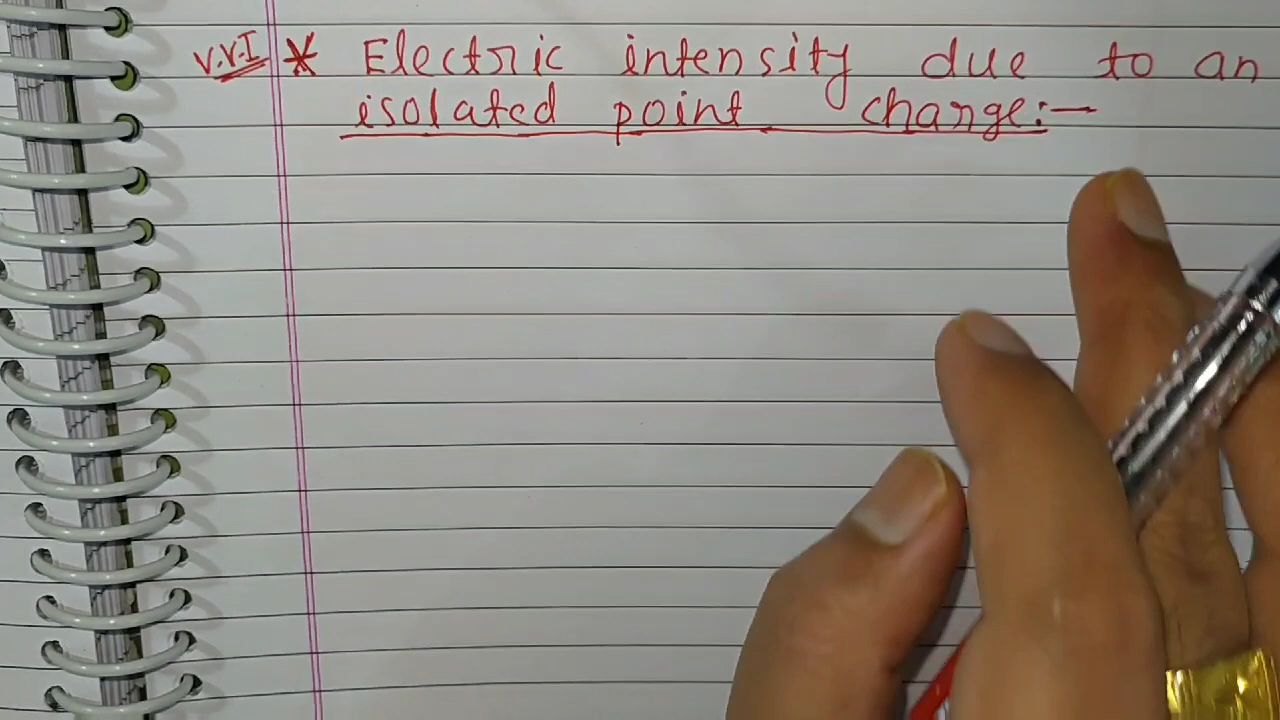 V.V.I * Electric intensity due to an
isolated point charge:—